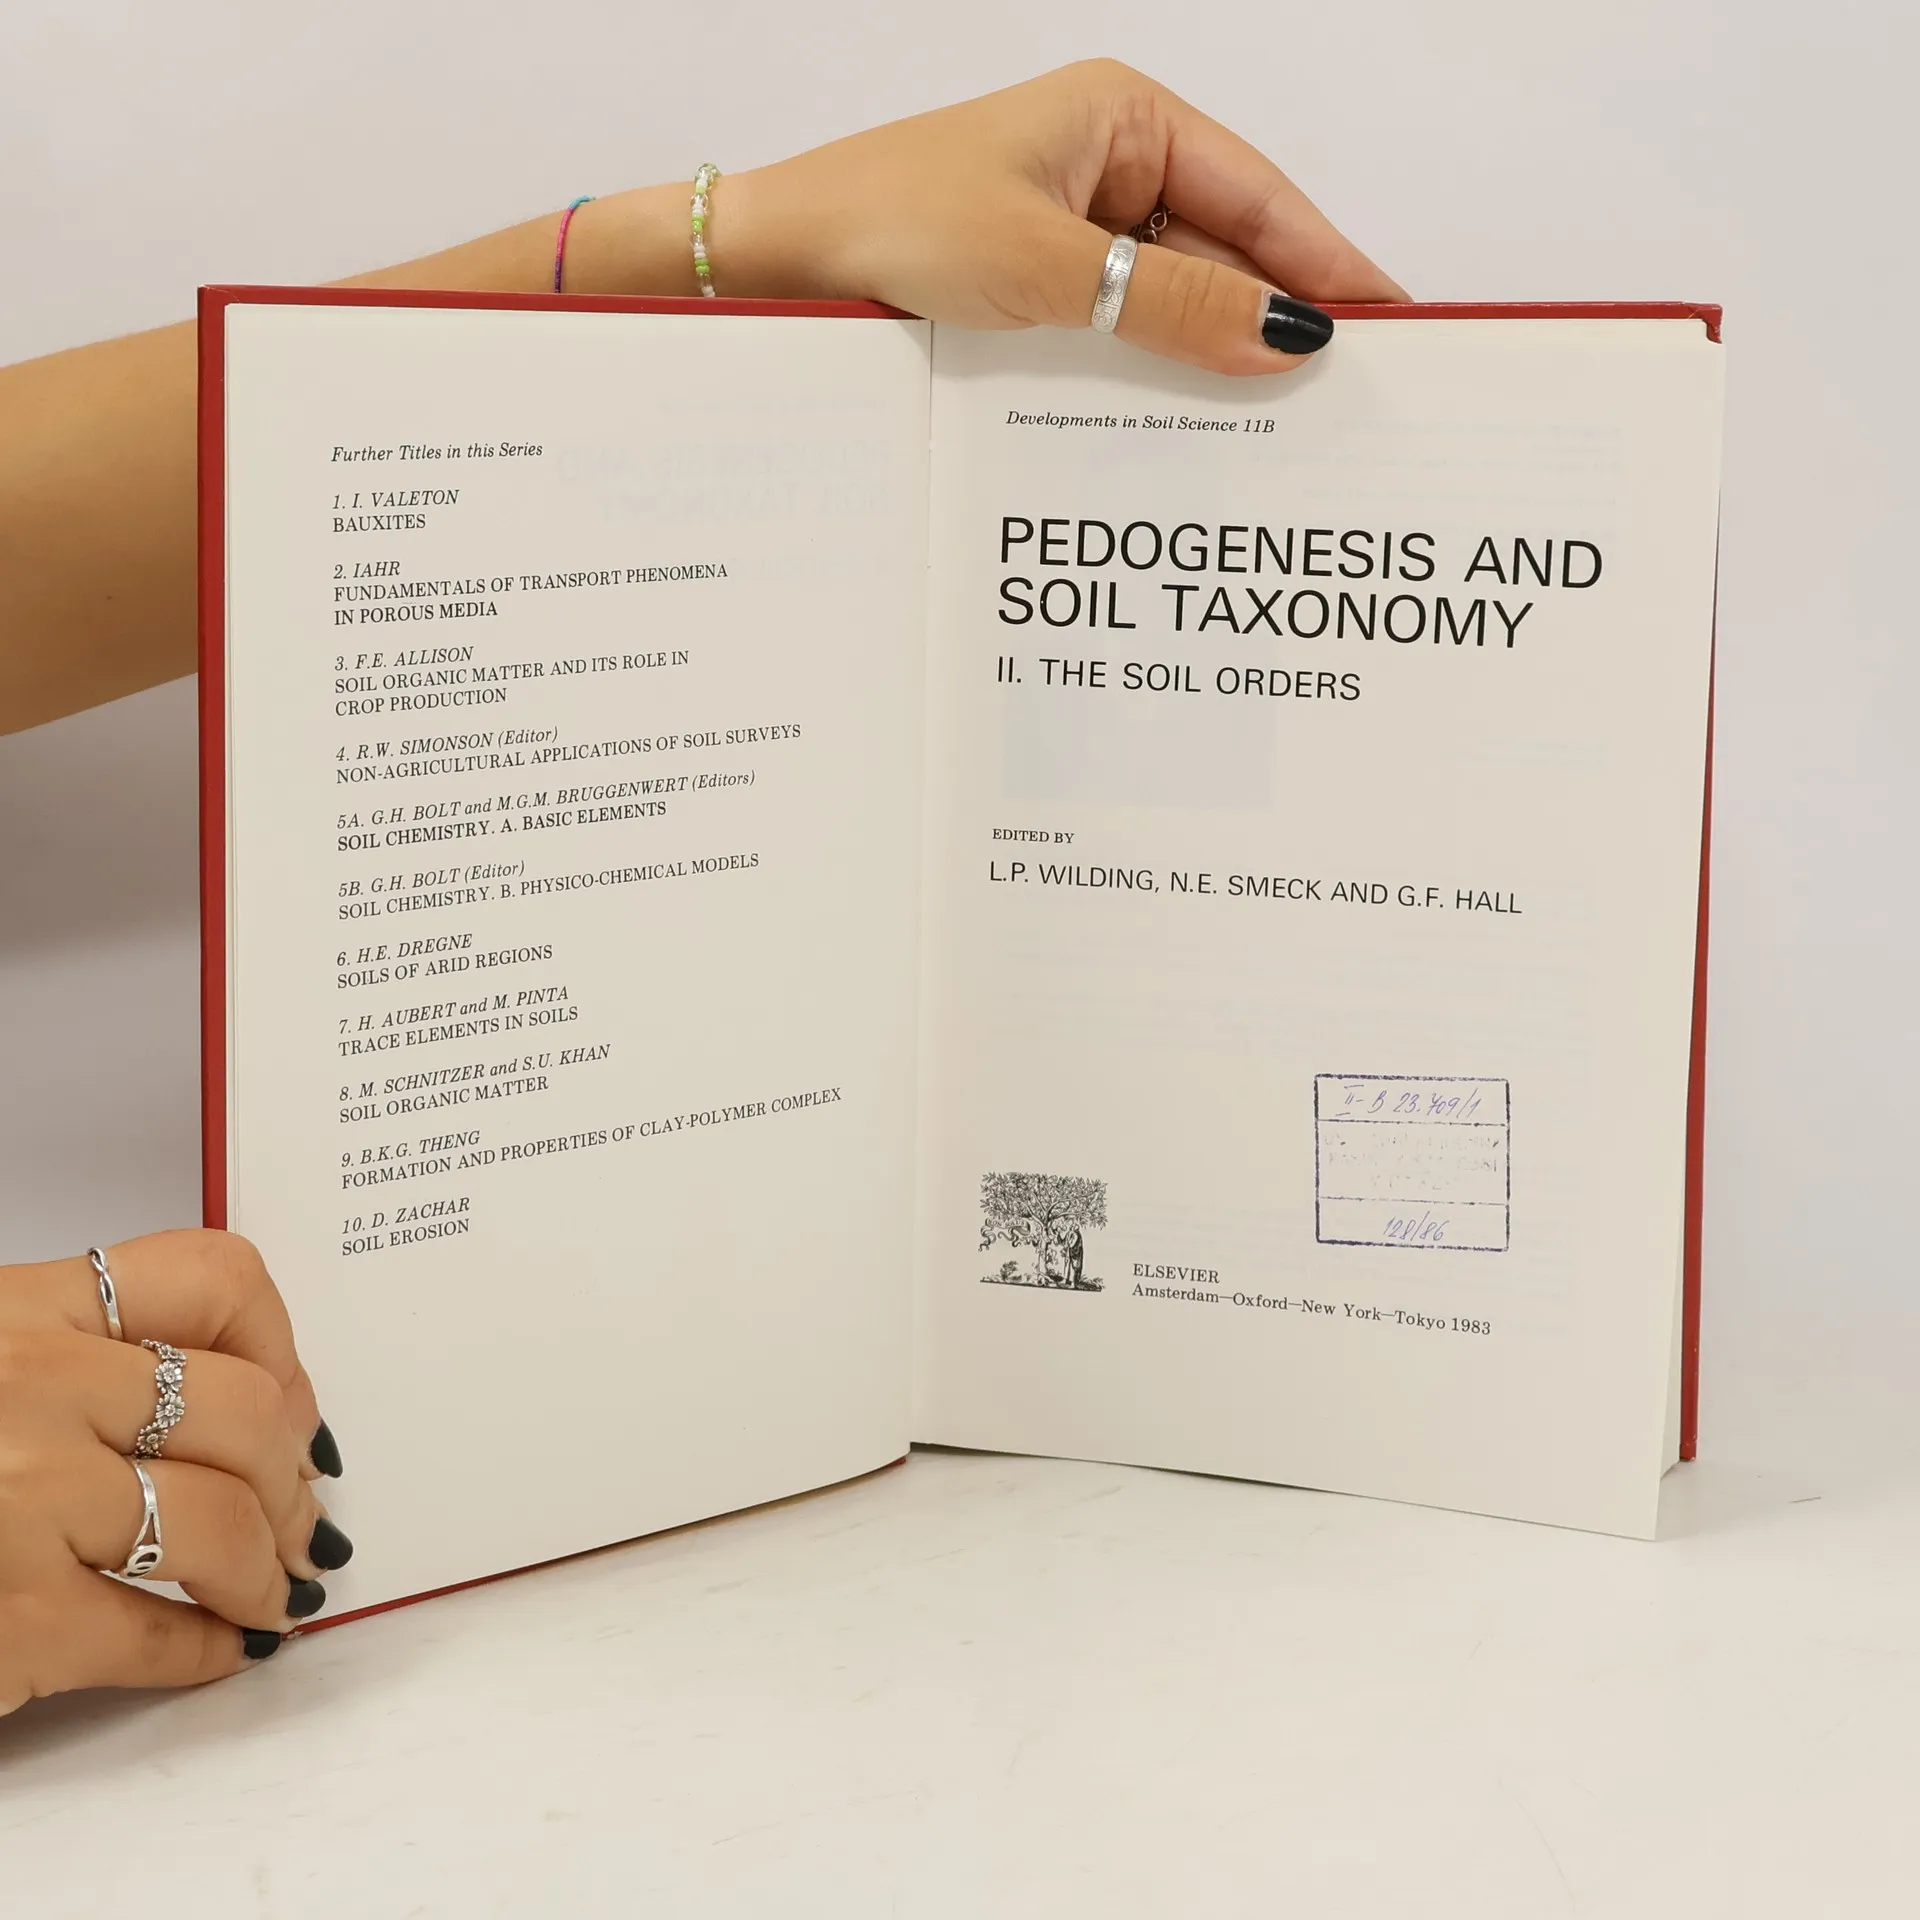 Further Titles in this Series
1. I. VALETON
BAUXITES
2. IAHR
FUNDAMENTALS OF TRANSPORT PHENOMENA
IN POROUS MEDIA
3. F.E. ALLISON
SOIL ORGANIC MATTER AND ITS ROLE IN
CROP PRODUCTION
4. R.W. SIMONSON (Editor)
NON-AGRICULTURAL APPLICATIONS OF SOIL SURVEYS
5A. G.H. BOLT and M.G.M. BRUGGENWERT (Editors)
SOIL CHEMISTRY. A. BASIC ELEMENTS
5B. G.H. BOLT (Editor)
SOIL CHEMISTRY. B. PHYSICO-CHEMICAL MODELS
6. H.E. DREGNE
SOILS OF ARID REGIONS
7. H. AUBERT and M. PINTA
TRACE ELEMENTS IN SOILS
8. M. SCHNITZER and S.U. KHAN
SOIL ORGANIC MATTER
9. B.K.G. THENG
FORMATION AND PROPERTIES OF CLAY-POLYMER COMPLEX
10. D. ZACHAR
SOIL EROSION
Developments in Soil Science 11B
PEDOGENESIS AND
SOIL TAXONOMY
II. THE SOIL ORDERS
EDITED BY
L.P. WILDING, N.E. SMECK AND G.F. HALL
II-B 23.709/1
128/86
ELSEVIER
Amsterdam—Oxford—New York—Tokyo 1983